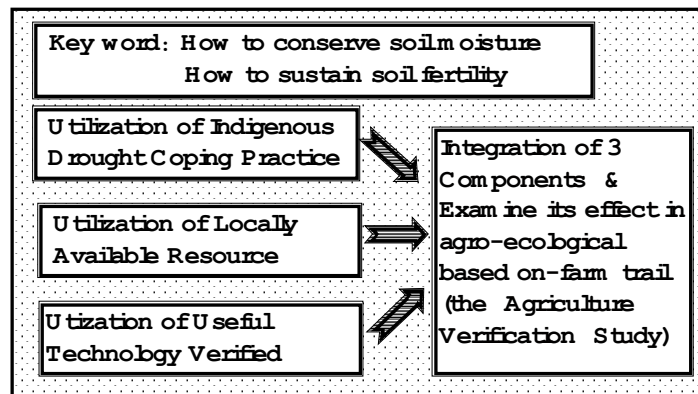 Key word: How to conserve soil moisture
How to sustain soil fertility
Utilization of Indigenous
Drought Coping Practice
Utilization of Locally
Available Resource
Utization of Useful
Technology Verified
Integration of 3
Components &
Examine its effect in
agro-ecological
based on-farm trail
(the Agriculture
Verification Study)